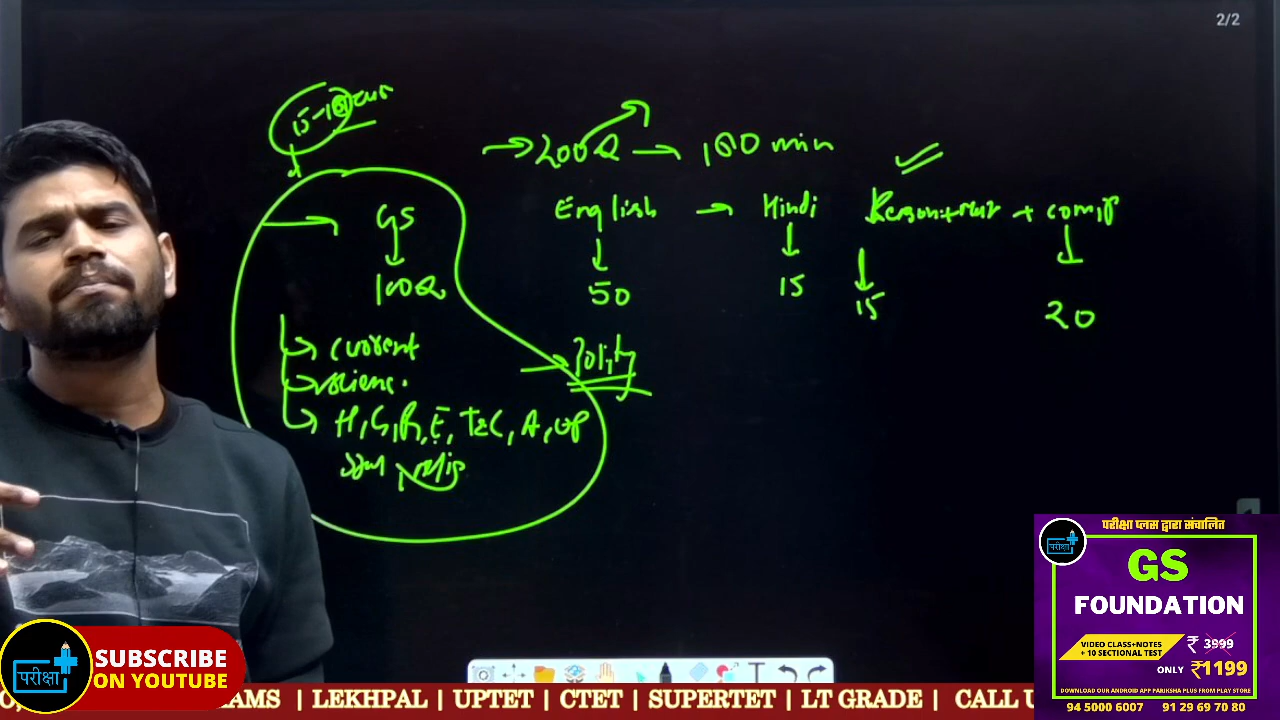 2/2
→ 200Q → 180 min
English → Hindi
+ comp
GS
100Q
50
15
15
20
→ current
→ Polity
UP
परीक्षा
SUBSCRIBE
ON YOUTUBE
परीक्षा प्लस द्वारा संचालित
परीक्षा
GS
FOUNDATION
VIDEO CLASS+NOTES
+ 10 SECTIONAL TEST
₹ 3999
ONLY ₹1199
DOWNLOAD OUR ANDROID APP PARIKSHA PLUS FROM PLAY STORE
94 5000 6007 91 29 69 70 80
AMS | LEKHPAL | UPTET | CTET | SUPERTET | LT GRADE | CALL U